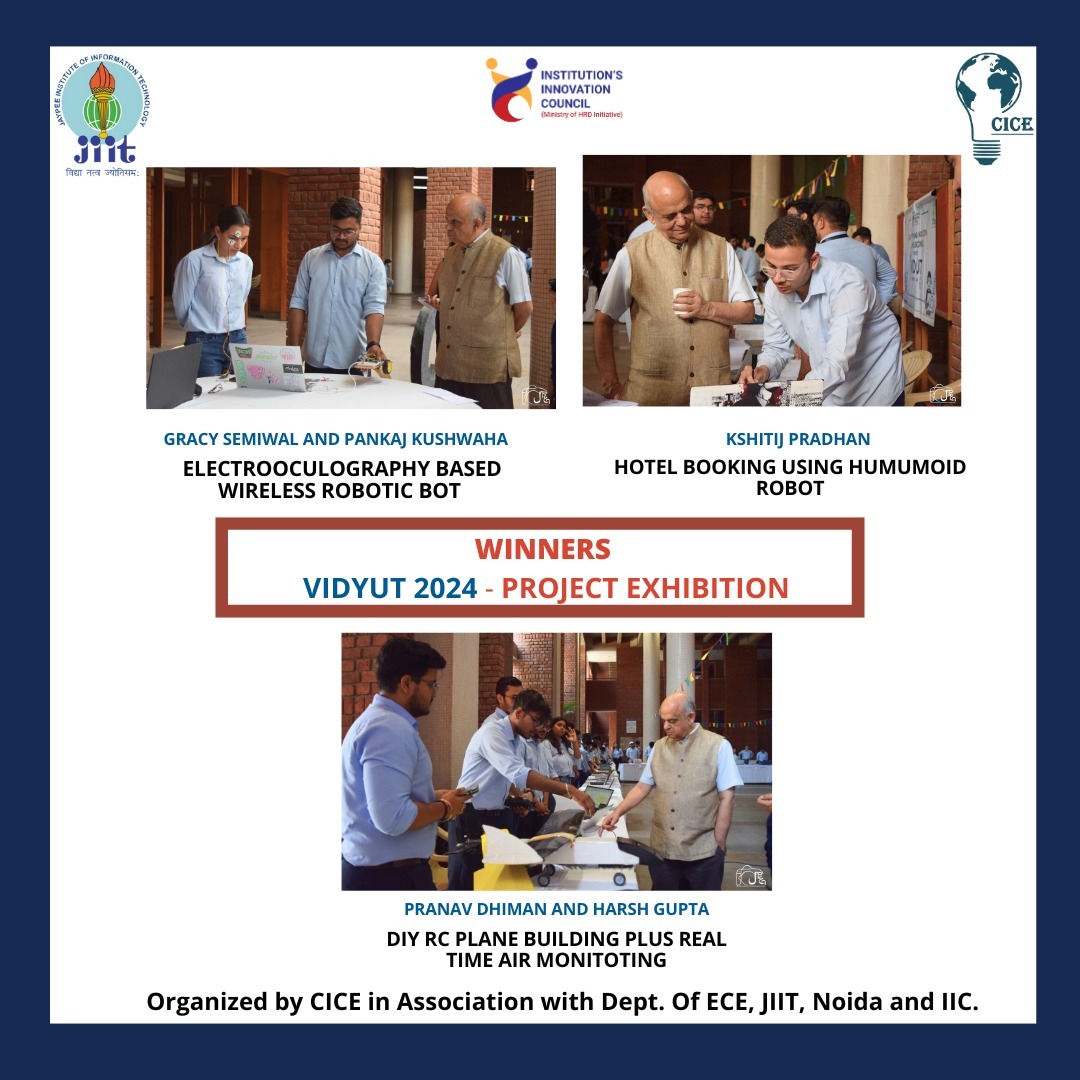 JAYPEE INSTITUTE OF INFORMATION TECHNOLOGY
jiit
विद्या तत्व ज्योतिसम:
INSTITUTION'S
INNOVATION
COUNCIL
(Ministry of HRD Initiative)
CICE
GRACY SEMIWAL AND PANKAJ KUSHWAHA
ELECTROOCULOGRAPHY BASED
WIRELESS ROBOTIC BOT
KSHITIJ PRADHAN
HOTEL BOOKING USING HUMUMOID
ROBOT
WINNERS
VIDYUT 2024 - PROJECT EXHIBITION
PRANAV DHIMAN AND HARSH GUPTA
DIY RC PLANE BUILDING PLUS REAL
TIME AIR MONITOTING
Organized by CICE in Association with Dept. Of ECE, JIIT, Noida and IIC.